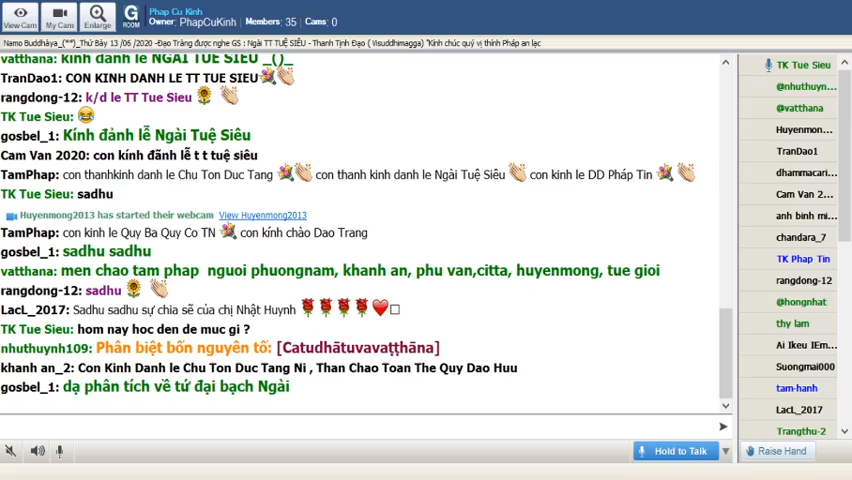 View Cam
My Cams
Enlarge
G
ROOM
Phap Cu Kinh
Owner: PhapCuKinh Members: 35 Cams: 0
Namo Buddhàya_(**)_Thứ Bảy 13 /06 /2020 -Đạo Tràng được nghe GS : Ngài TT TUỆ SIÊU - Thanh Tịnh Đạo ( Visuddhimagga) "Kính chúc quý vị thính Pháp an lạc
vatthana: kinh danh le NGAI TUE SIEU _()_
TranDao1: CON KINH DANH LE TT TUE SIEU
rangdong-12: k/d le TT Tue Sieu
TK Tue Sieu:
gosbel_1: Kính đảnh lễ Ngài Tuệ Siêu
Cam Van 2020: con kính đãnh lễ t t tuệ siêu
TamPhap: con thanhkinh danh le Chu Ton Duc Tang con thanh kinh danh le Ngài Tuệ Siêu con kinh le DD Pháp Tin
TK Tue Sieu: sadhu
Huyenmong2013 has started their webcam View Huyenmong2013
TamPhap: con kinh le Quy Ba Quy Co TN con kính chào Dao Trang
gosbel_1: sadhu sadhu
vatthana: men chao tam phap nguoi phuongnam, khanh an, phu van,citta, huyenmong, tue gioi
rangdong-12: sadhu
LacL_2017: Sadhu sadhu sự chia sẽ của chị Nhật Huynh
TK Tue Sieu: hom nay hoc den de muc gi ?
nhuthuynh109: Phân biệt bốn nguyên tố: [Catudhātuvavaṭṭhāna]
khanh an_2: Con Kinh Danh le Chu Ton Duc Tang Ni , Than Chao Toan The Quy Dao Huu
gosbel_1: dạ phân tích về tứ đại bạch Ngài
Hold to Talk
TK Tue Sieu
@nhuthuyn...
@vatthana
Huyenmon...
TranDao1
dhammacari...
Cam Van 2...
anh binh mi...
chandara_7
TK Phap Tin
rangdong-12
@hongnhat
thy lam
Ai Ikeu IEm...
Suongmai000
tam-hanh
LacL_2017
Trangthu-2
Raise Hand